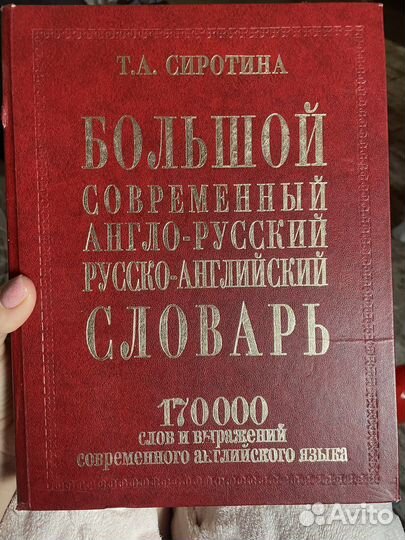 Т.А. СИРОТИНА
БОЛЬШОЙ
СОВРЕМЕННЫЙ
АНГЛО-РУССКИЙ
РУССКО-АНГЛИЙСКИЙ
СЛОВАРЬ
170000
слов и выражений
современного английского языка
Avito